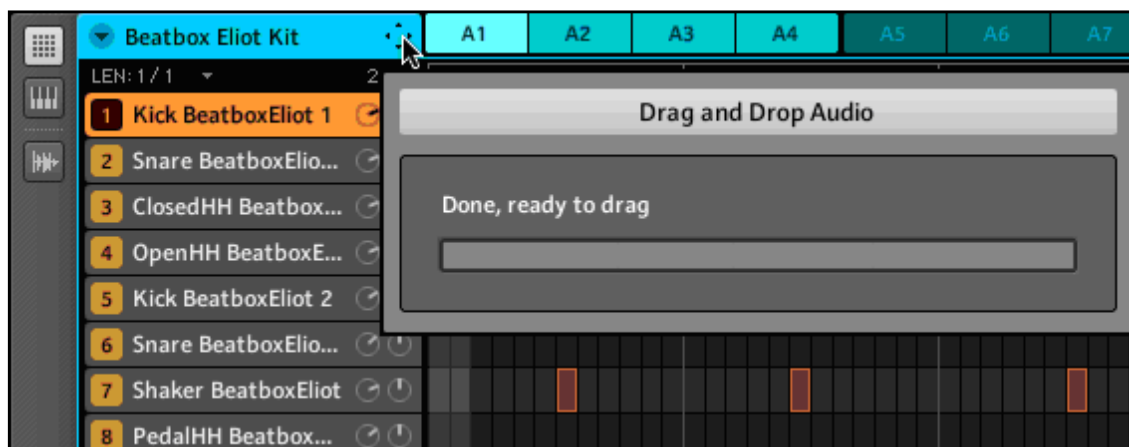 Beatbox Eliot Kit
A1 A2 A3 A4 A5 A6 A7
LEN: 1 / 1 2
Drag and Drop Audio
1 Kick BeatboxEliot 1
2 Snare BeatboxElio...
3 ClosedHH Beatbox...
Done, ready to drag
4 OpenHH BeatboxE...
5 Kick BeatboxEliot 2
6 Snare BeatboxElio...
7 Shaker BeatboxEliot
8 PedalHH Beatbox...